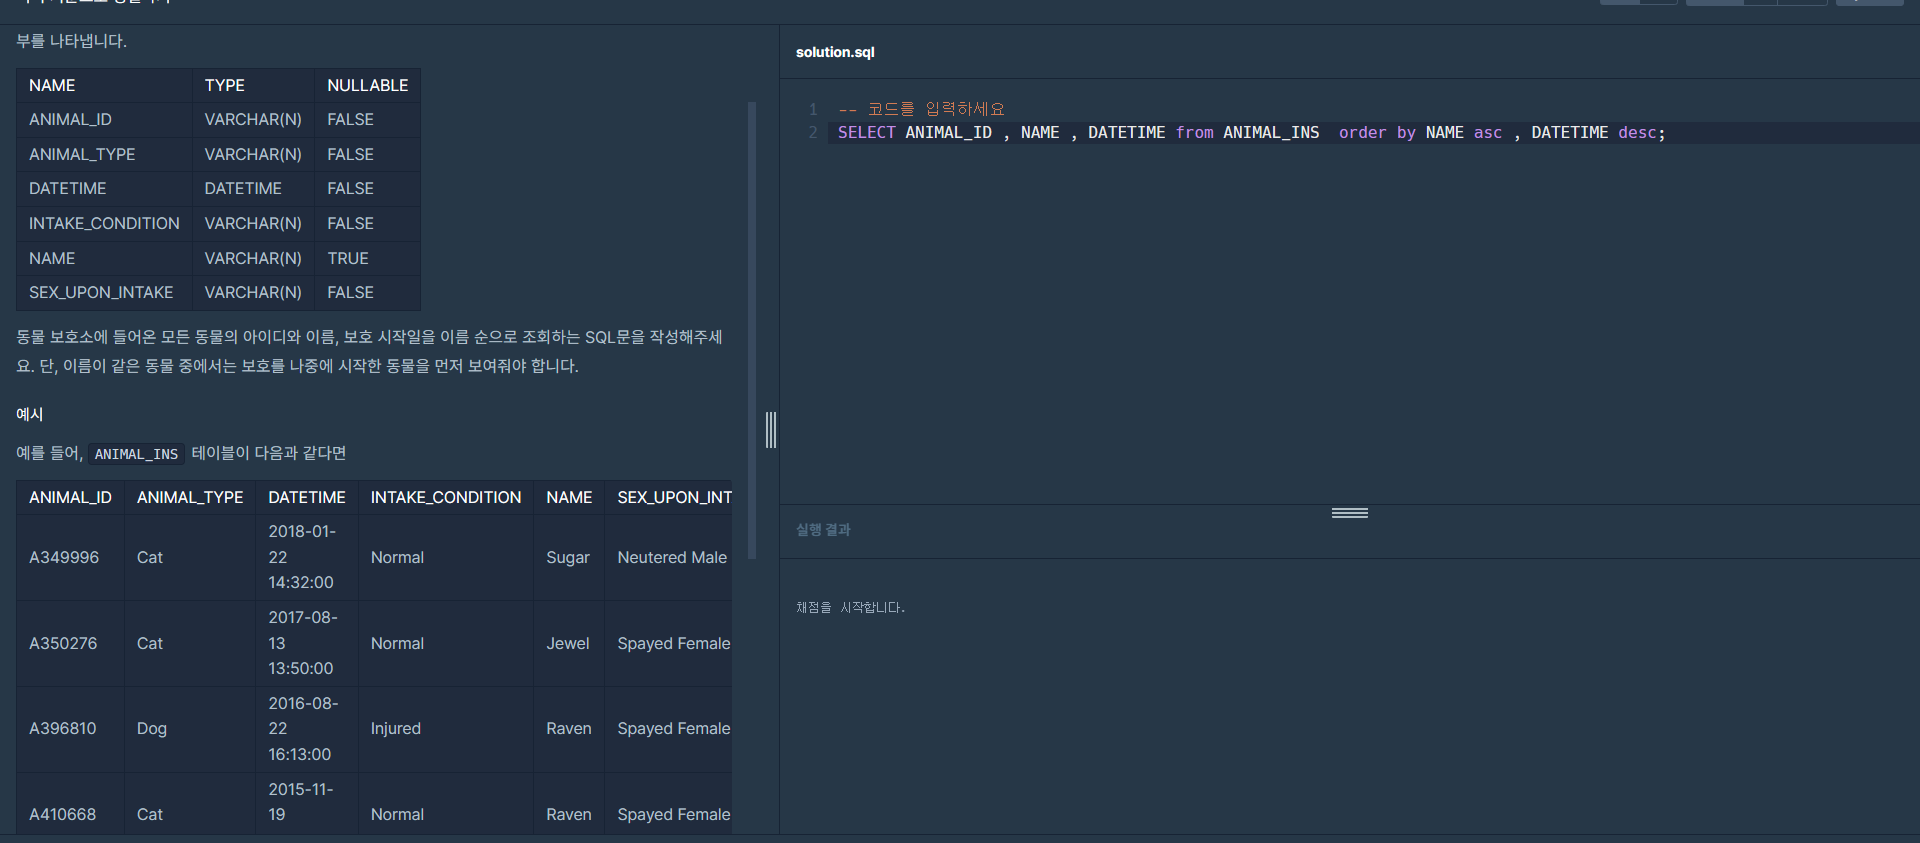 부를 나타냅니다.
NAME TYPE NULLABLE
ANIMAL_ID VARCHAR(N) FALSE
ANIMAL_TYPE VARCHAR(N) FALSE
DATETIME DATETIME FALSE
INTAKE_CONDITION VARCHAR(N) FALSE
NAME VARCHAR(N) TRUE
SEX_UPON_INTAKE VARCHAR(N) FALSE
동물 보호소에 들어온 모든 동물의 아이디와 이름, 보호 시작일을 이름 순으로 조회하는 SQL문을 작성해주세
요. 단, 이름이 같은 동물 중에서는 보호를 나중에 시작한 동물을 먼저 보여줘야 합니다.
예시
예를 들어, ANIMAL_INS 테이블이 다음과 같다면
ANIMAL_ID ANIMAL_TYPE DATETIME INTAKE_CONDITION NAME SEX_UPON_INT
A349996 Cat 2018-01-
22
14:32:00 Normal Sugar Neutered Male
A350276 Cat 2017-08-
13
13:50:00 Normal Jewel Spayed Female
A396810 Dog 2016-08-
22
16:13:00 Injured Raven Spayed Female
A410668 Cat 2015-11-
19 Normal Raven Spayed Female
solution.sql
1 -- 코드를 입력하세요
2 SELECT ANIMAL_ID , NAME , DATETIME from ANIMAL_INS  order by NAME asc , DATETIME desc;
실행 결과
채점을 시작합니다.